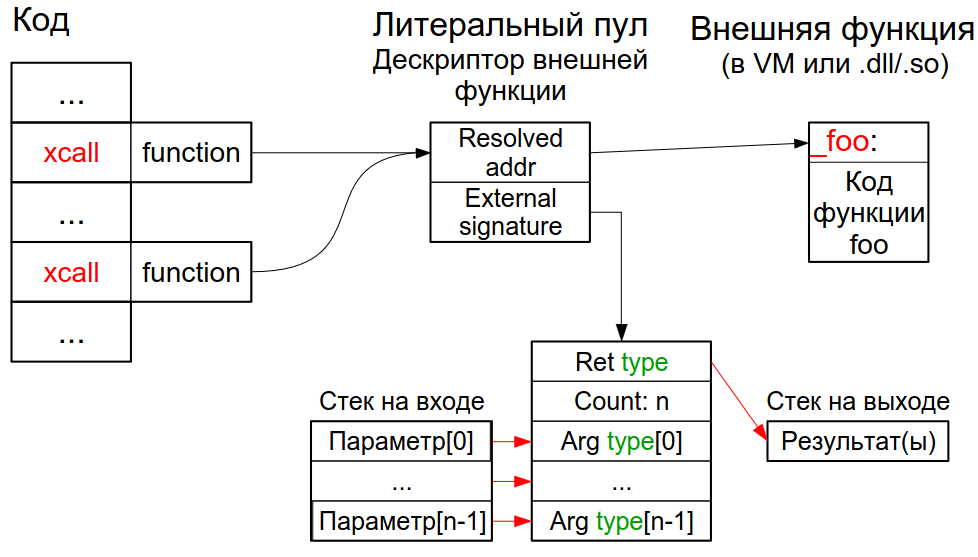 Код
Литеральный пул
Дескриптор внешней
функции
Внешняя функция
(в VM или .dll/.so)
...
xcall function
...
xcall function
...
Resolved
addr
External
signature
_foo:
Код
функции
foo
Стек на входе
Параметр[0]
...
Параметр[n-1]
Ret type
Count: n
Arg type[0]
...
Arg type[n-1]
Стек на выходе
Результат(ы)